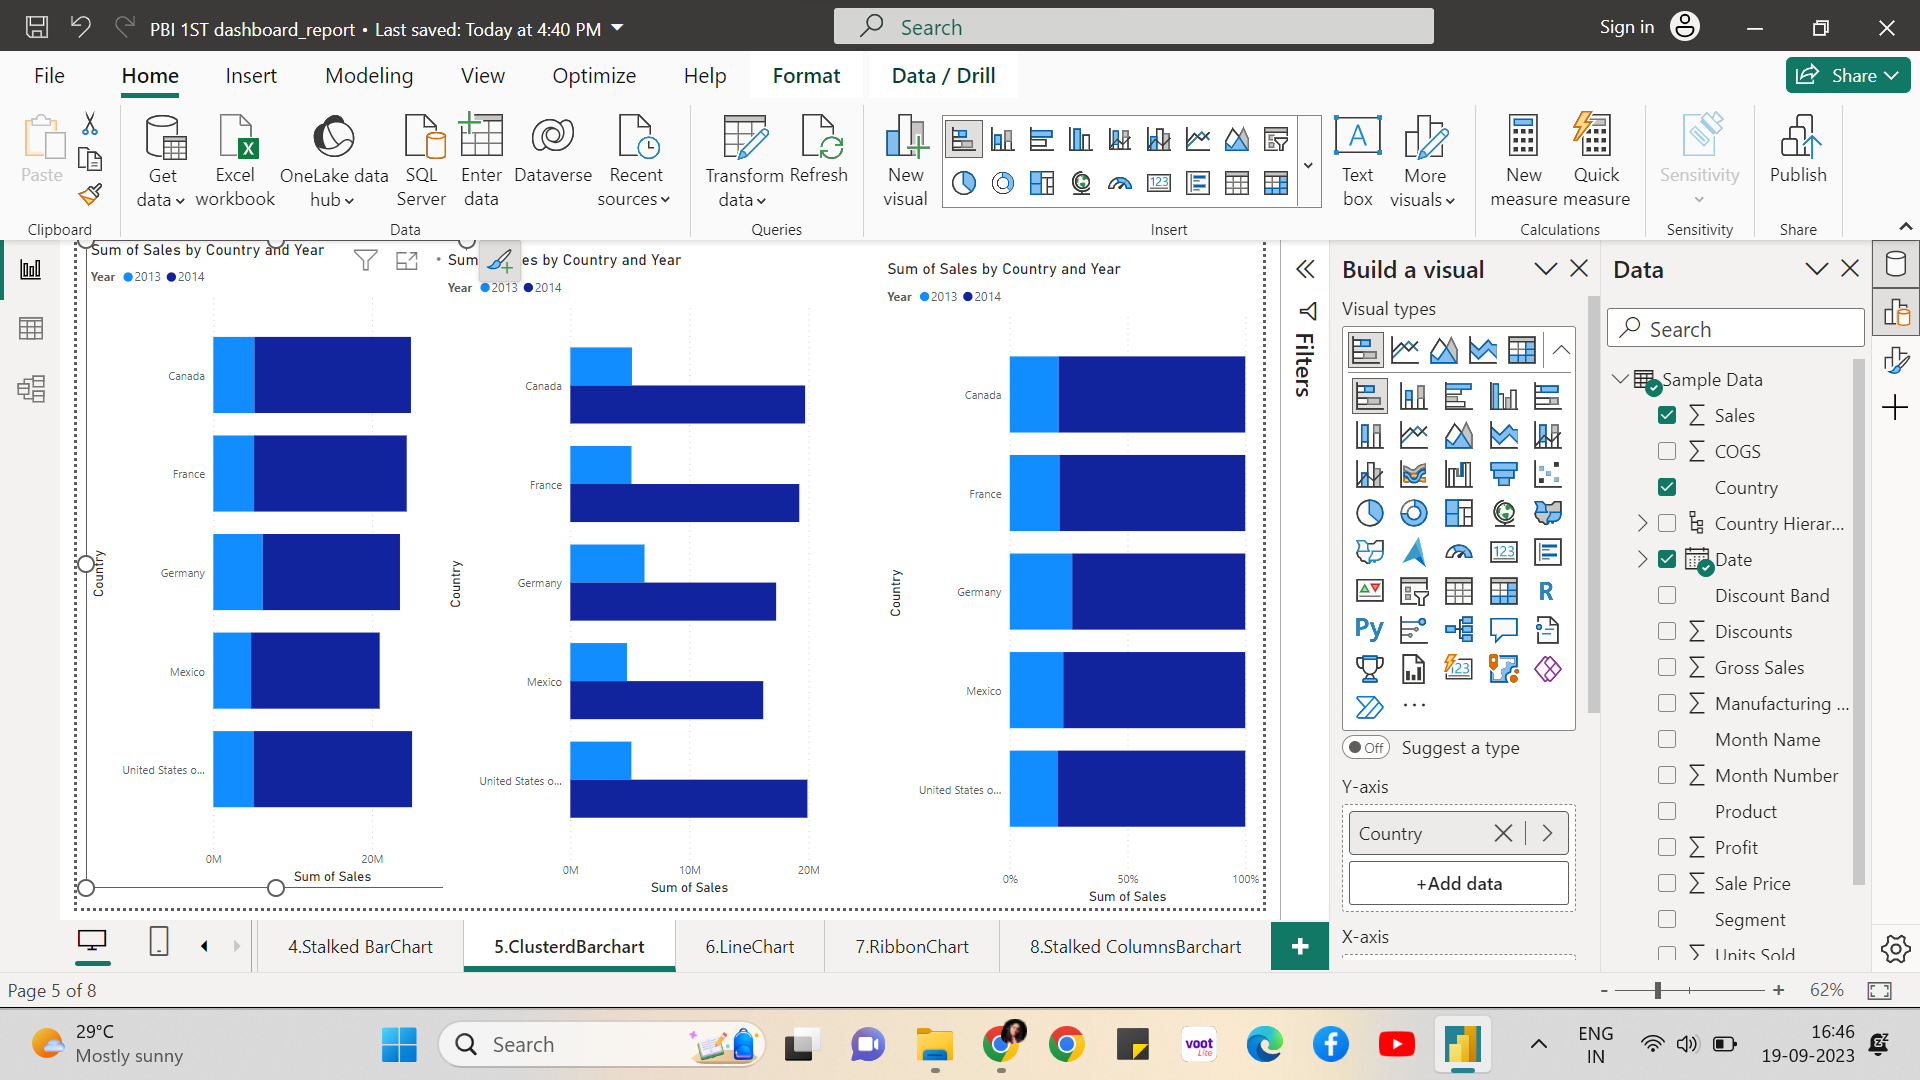 PBI 1ST dashboard_report • Last saved: Today at 4:40 PM
Search
Sign in
File Home Insert Modeling View Optimize Help Format Data / Drill
Share
Paste
Get data
Excel workbook
OneLake data hub
SQL Server
Enter data
Dataverse
Recent sources
Transform data
Refresh
New visual
Text box
More visuals
New measure
Quick measure
Sensitivity
Publish
Clipboard Data Queries Insert Calculations Sensitivity Share
Sum of Sales by Country and Year
Year 2013 2014
Canada
France
Germany
Mexico
United States o...
Country
0M 20M
Sum of Sales
Sum es by Country and Year
Year 2013 2014
Canada
France
Germany
Mexico
United States o...
Country
0M 10M 20M
Sum of Sales
Sum of Sales by Country and Year
Year 2013 2014
Canada
France
Germany
Mexico
United States o...
Country
0% 50% 100%
Sum of Sales
Filters
Build a visual
Visual types
123
R
Py
123
...
Off Suggest a type
Y-axis
Country
+Add data
X-axis
Data
Search
Sample Data
Sales
COGS
Country
Country Hierar...
Date
Discount Band
Discounts
Gross Sales
Manufacturing ...
Month Name
Month Number
Product
Profit
Sale Price
Segment
Units Sold
4.Stalked BarChart 5.ClusterdBarchart 6.LineChart 7.RibbonChart 8.Stalked ColumnsBarchart
Page 5 of 8
- + 62%
29°C
Mostly sunny
Search
voot
Lite
ENG
IN
16:46
19-09-2023